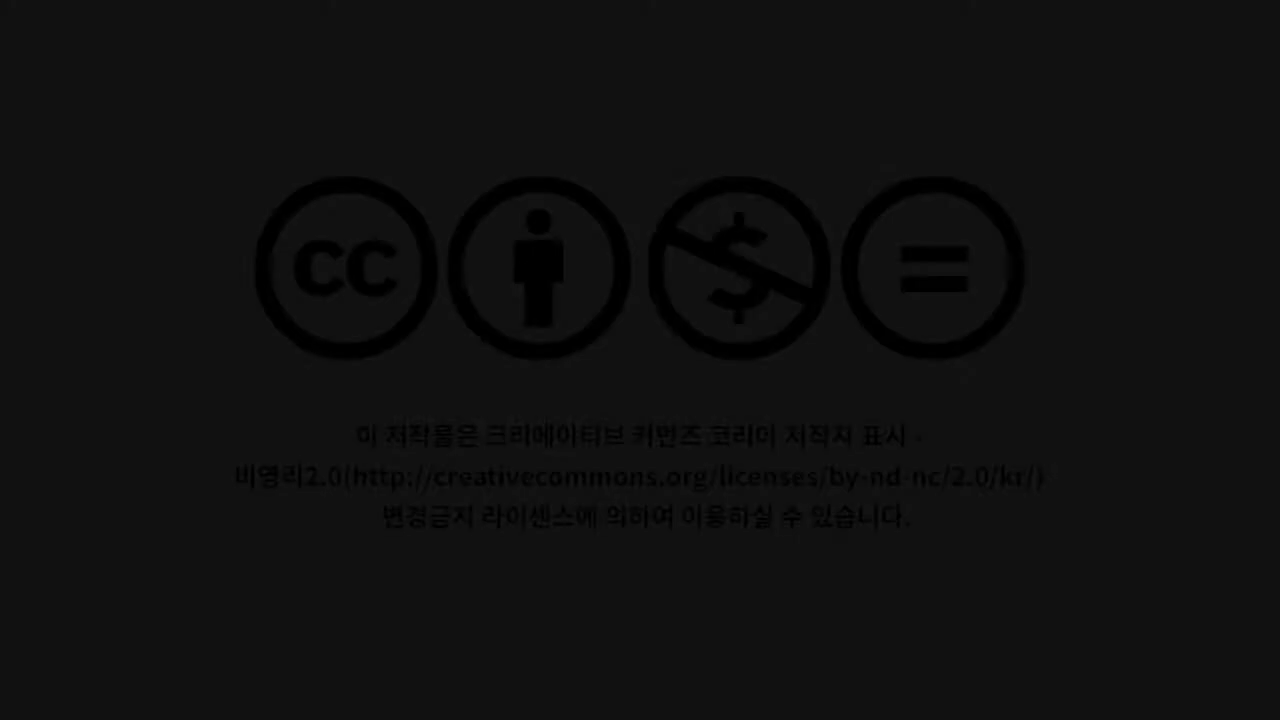 cc
이 저작물은 크리에이티브 커먼즈 코리아 저작자 표시 -
비영리2.0(http://creativecommons.org/licenses/by-nd-nc/2.0/kr/)
변경금지 라이센스에 의하여 이용하실 수 있습니다.